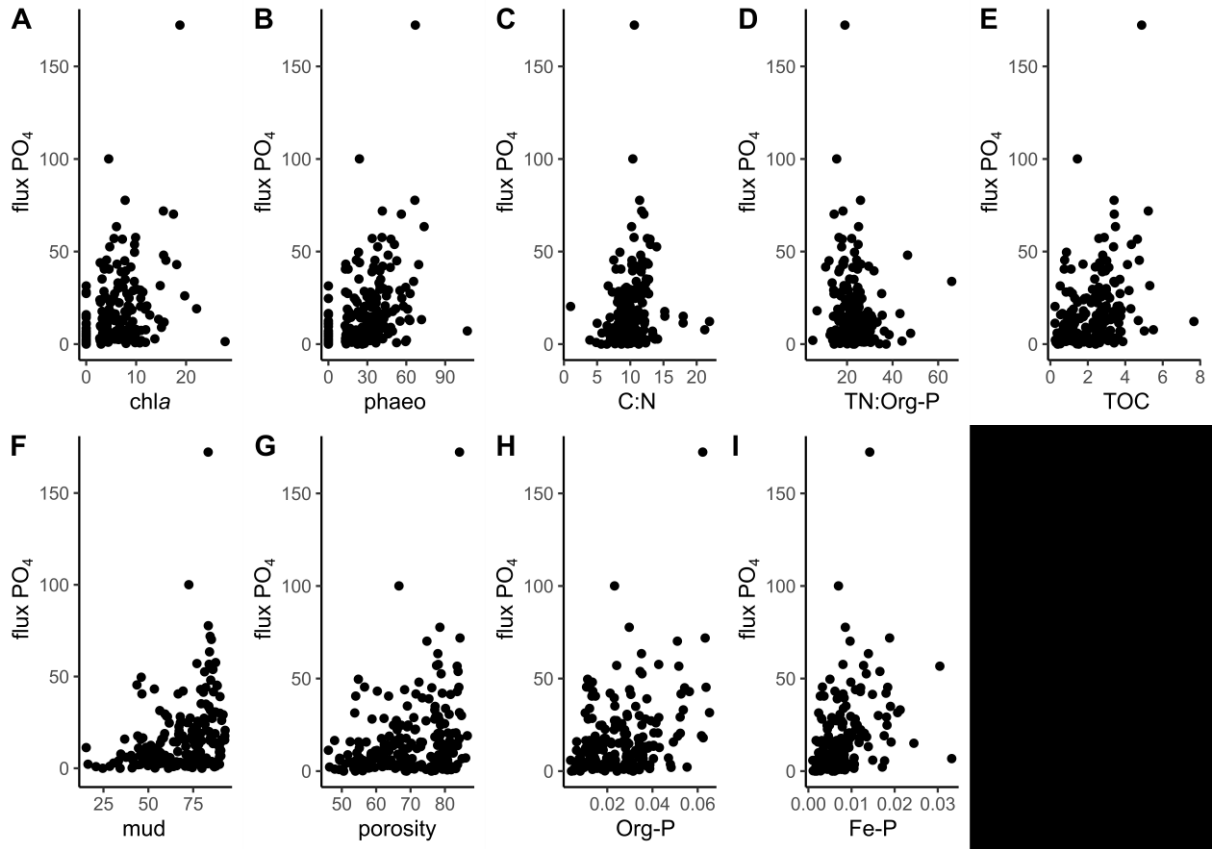 A B C D E
flux PO₄ flux PO₄ flux PO₄ flux PO₄ flux PO₄
150 150 150 150 150
100 100 100 100 100
50 50 50 50 50
0 0 0 0 0
0 10 20 0 30 60 90 0 5 10 15 20 20 40 60 0 2 4 6 8
chla phaeo C:N TN:Org-P TOC
F G H I
flux PO₄ flux PO₄ flux PO₄ flux PO₄
150 150 150 150
100 100 100 100
50 50 50 50
0 0 0 0
25 50 75 50 60 70 80 0.02 0.04 0.06 0.00 0.01 0.02 0.03
mud porosity Org-P Fe-P